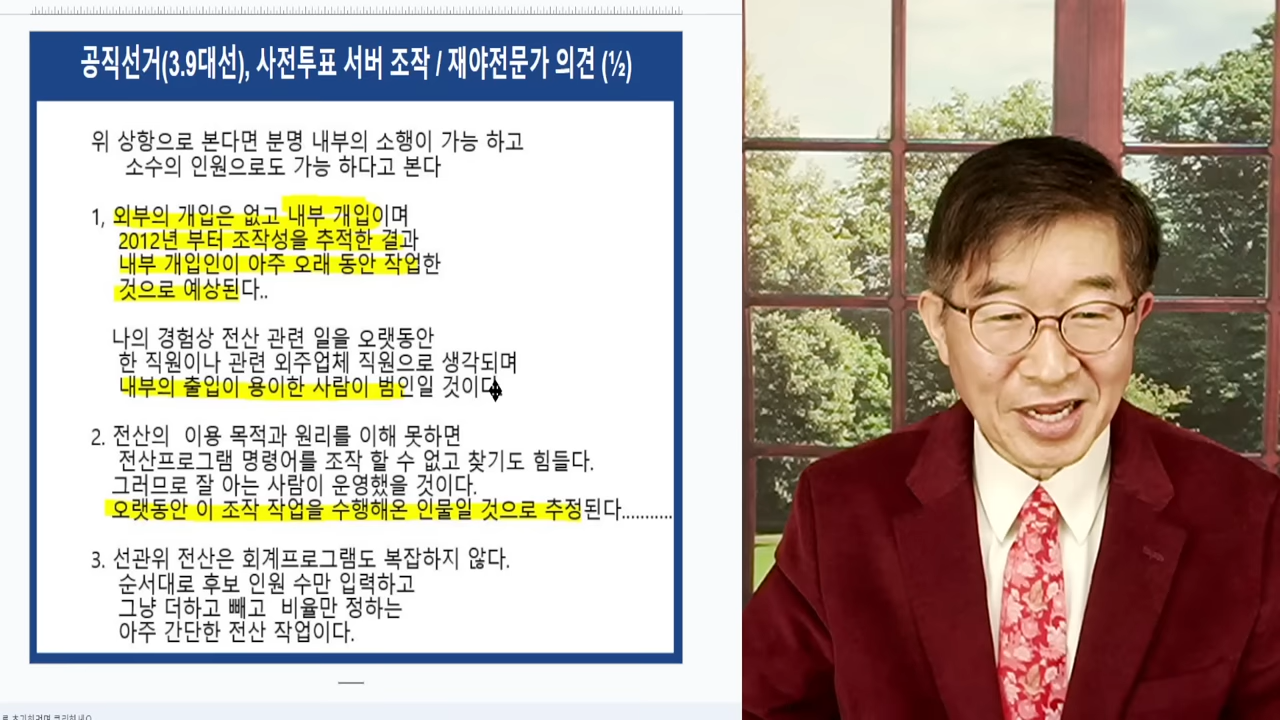 공직선거(3.9대선), 사전투표 서버 조작 / 재야전문가 의견 (½)
위 상항으로 본다면 분명 내부의 소행이 가능 하고
소수의 인원으로도 가능 하다고 본다
1, 외부의 개입은 없고 내부 개입이며
2012년 부터 조작성을 추적한 결과
내부 개입인이 아주 오래 동안 작업한
것으로 예상된다..
나의 경험상 전산 관련 일을 오랫동안
한 직원이나 관련 외주업체 직원으로 생각되며
내부의 출입이 용이한 사람이 범인일 것이다
2. 전산의 이용 목적과 원리를 이해 못하면
전산프로그램 명령어를 조작 할 수 없고 찾기도 힘들다.
그러므로 잘 아는 사람이 운영했을 것이다.
오랫동안 이 조작 작업을 수행해온 인물일 것으로 추정된다...........
3. 선관위 전산은 회계프로그램도 복잡하지 않다.
순서대로 후보 인원 수만 입력하고
그냥 더하고 빼고 비율만 정하는
아주 간단한 전산 작업이다.